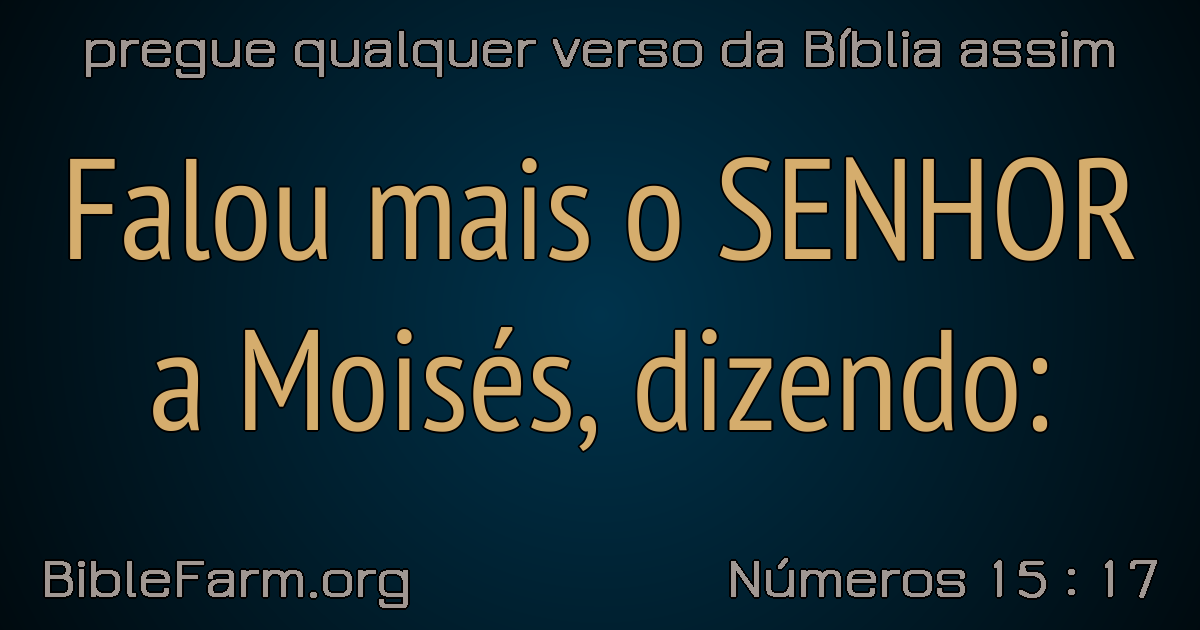 pregue qualquer verso da Bíblia assim
Falou mais o SENHOR
a Moisés, dizendo:
BibleFarm.org
Números 15 : 17